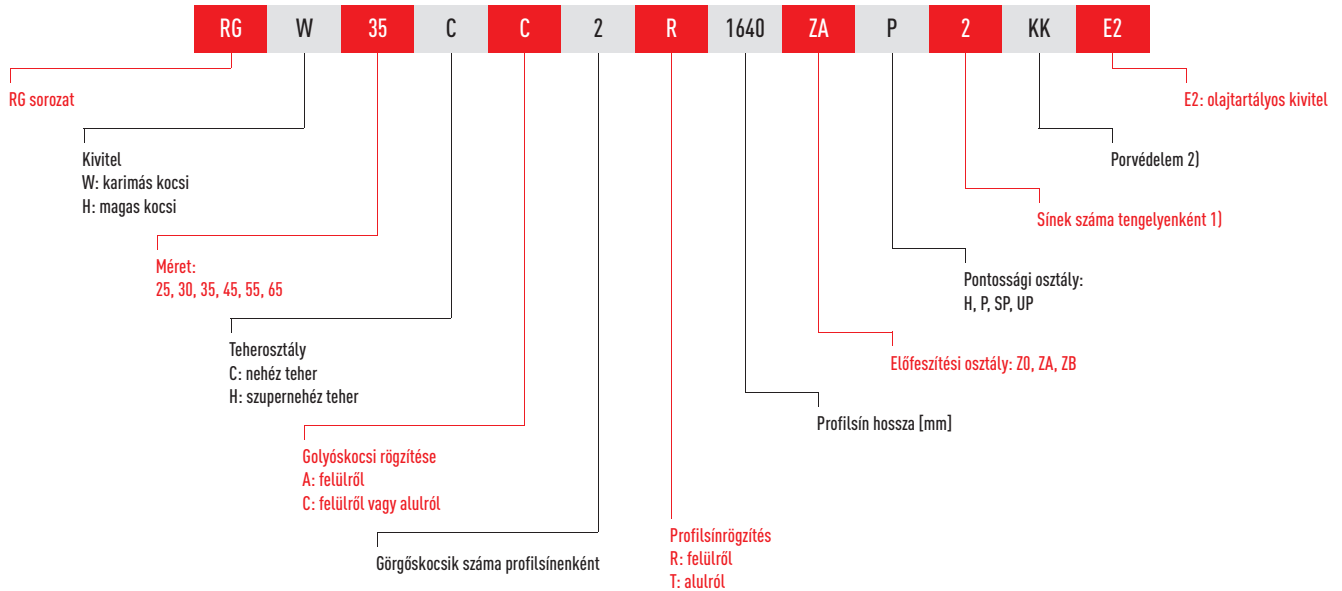 RG W 35 C C 2 R 1640 ZA P 2 KK E2
RG sorozat
E2: olajtartályos kivitel
Kivitel
W: karimás kocsi
H: magas kocsi
Porvédelem 2)
Sínek száma tengelyenként 1)
Méret:
25, 30, 35, 45, 55, 65
Pontossági osztály:
H, P, SP, UP
Teherosztály
C: nehéz teher
H: szupernehéz teher
Előfeszítési osztály: Z0, ZA, ZB
Profilsín hossza [mm]
Golyóskocsi rögzítése
A: felülről
C: felülről vagy alulról
Profilsínrögzítés
R: felülről
T: alulról
Görgőskocsik száma profilsínenként